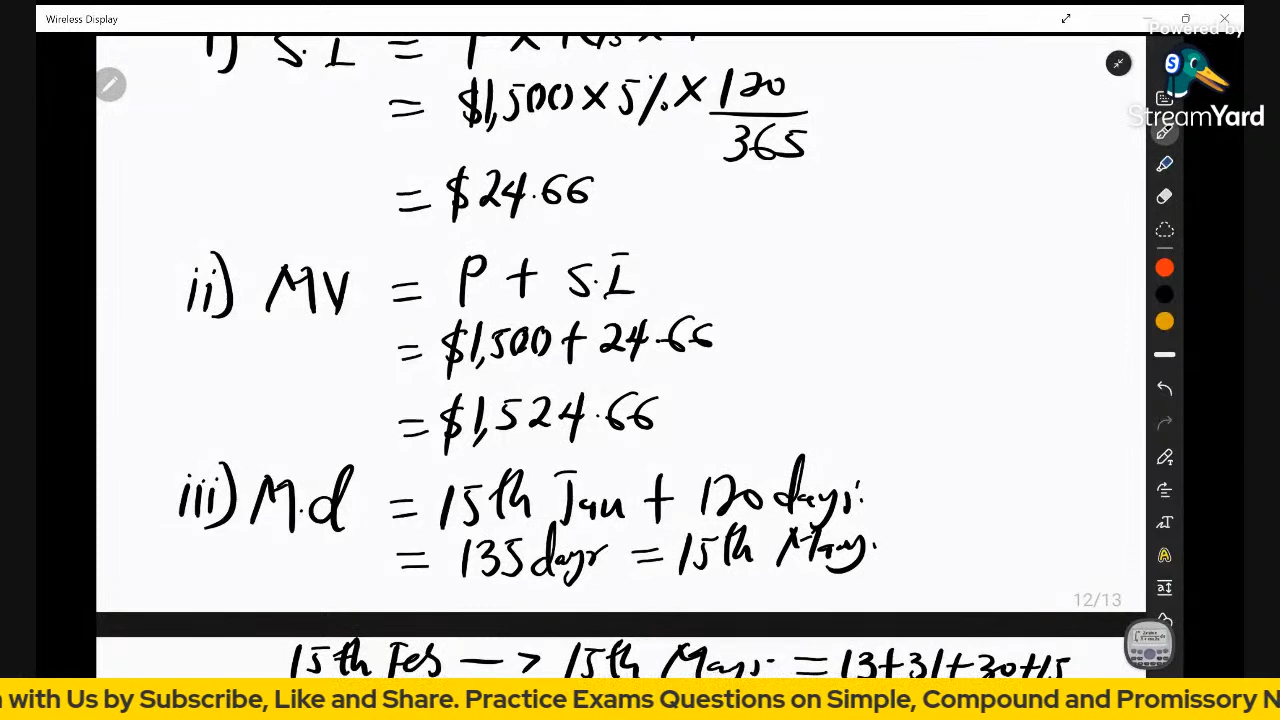 Wireless Display
Powered by
StreamYard
i) S.I =
= $1,500 × 5% × 120/365
= $24.66
ii) MV = P + S.I
= $1,500 + 24.66
= $1,524.66
iii) M.d = 15th Jan + 120 days.
= 135 days = 15th May.
12/13
15th Feb —> 15th May = 13+31+30+15
with Us by Subscribe, Like and Share. Practice Exams Questions on Simple, Compound and Promissory N